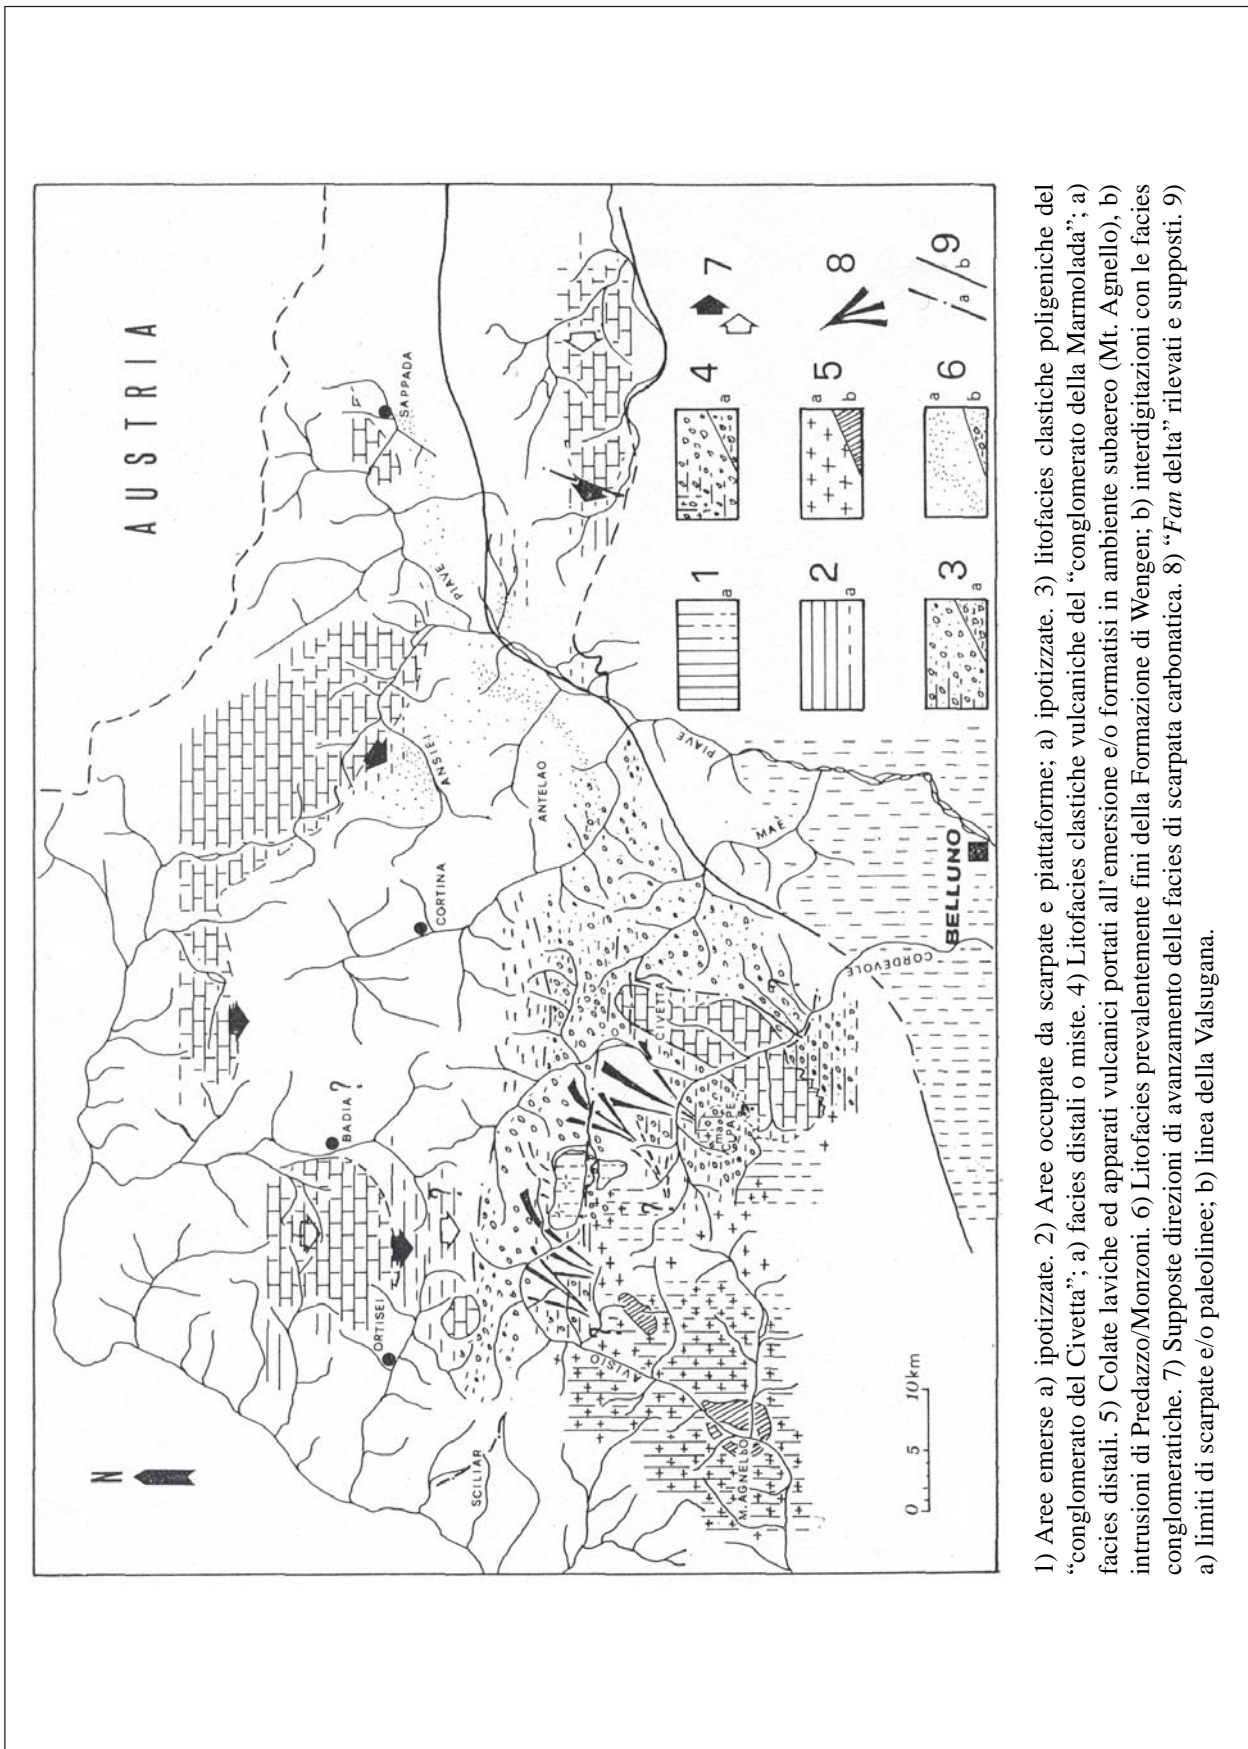 AUSTRIA
N
SAPPADA
PIAVE
ANSIEI
ANTELAO
CORTINA
BADIA ?
ORTISEI
SCILIAR
?
CIVETTA
C. PAPE
ma
?
AVISIO
M. AGNELLO
MAÈ
PIAVE
CORDEVOLE
BELLUNO
0 5 10 km
1 a
2 a
3 a
4 a
5 a b
6 a b
7
8
9 a b
1) Aree emerse a) ipotizzate. 2) Aree occupate da scarpate e piattaforme; a) ipotizzate. 3) litofacies clastiche poligeniche del
“conglomerato del Civetta”; a) facies distali o miste. 4) Litofacies clastiche vulcaniche del “conglomerato della Marmolada”; a)
facies distali. 5) Colate laviche ed apparati vulcanici portati all’emersione e/o formatisi in ambiente subaereo (Mt. Agnello), b)
intrusioni di Predazzo/Monzoni. 6) Litofacies prevalentemente fini della Formazione di Wengen; b) interdigitazioni con le facies
conglomeratiche. 7) Supposte direzioni di avanzamento delle facies di scarpata carbonatica. 8) “Fan delta” rilevati e supposti. 9)
a) limiti di scarpate e/o paleolinee; b) linea della Valsugana.